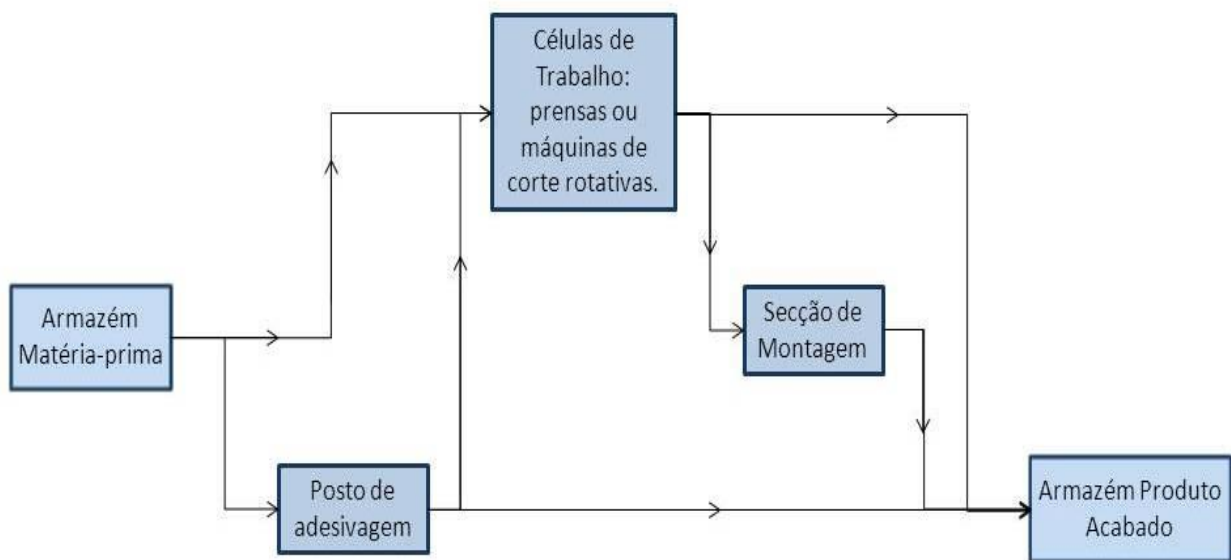 Células de
Trabalho:
prensas ou
máquinas de
corte rotativas.
Armazém
Matéria-prima
Secção de
Montagem
Posto de
adesivagem
Armazém Produto
Acabado